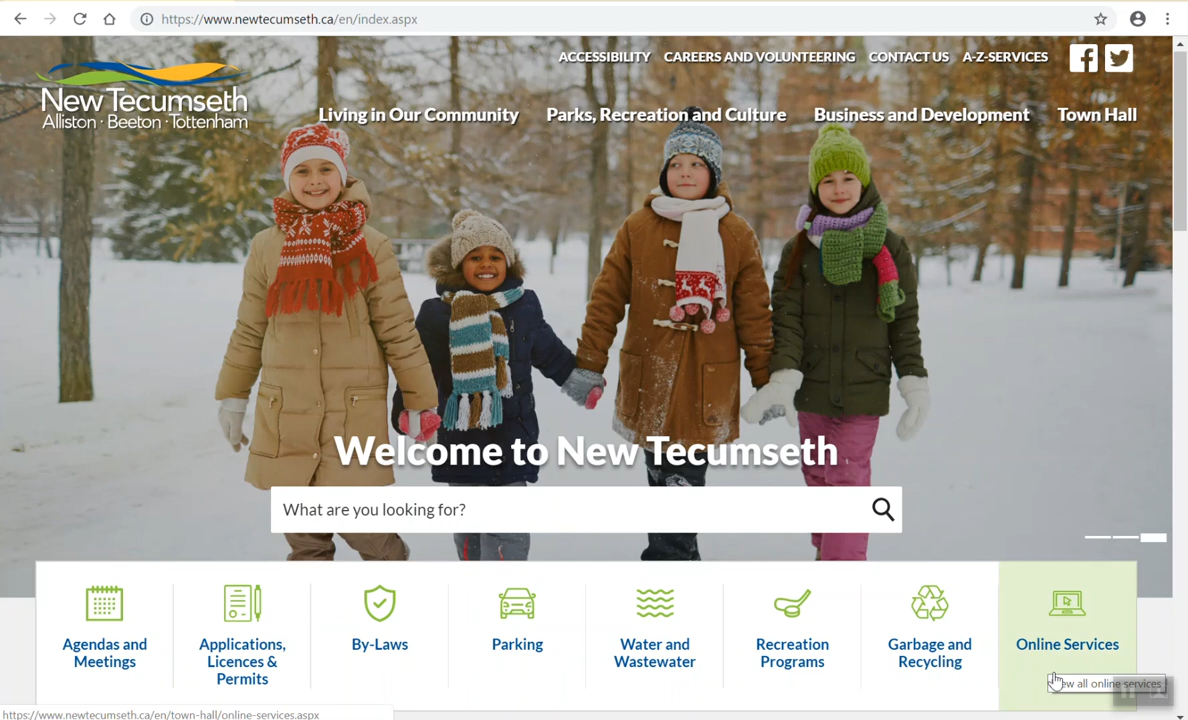 https://www.newtecumseth.ca/en/index.aspx
ACCESSIBILITY CAREERS AND VOLUNTEERING CONTACT US A-Z-SERVICES
New Tecumseth
Alliston · Beeton · Tottenham
Living in Our Community Parks, Recreation and Culture Business and Development Town Hall
Welcome to New Tecumseth
What are you looking for?
Agendas and
Meetings
Applications,
Licences &
Permits
By-Laws
Parking
Water and
Wastewater
Recreation
Programs
Garbage and
Recycling
Online Services
all online services
https://www.newtecumseth.ca/en/town-hall/online-services.aspx